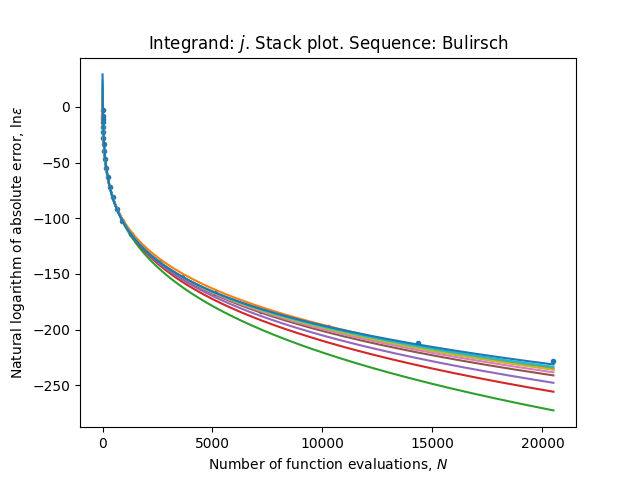 Integrand: j. Stack plot. Sequence: Bulirsch
Natural logarithm of absolute error, lnε
0
−50
−100
−150
−200
−250
0 5000 10000 15000 20000
Number of function evaluations, N